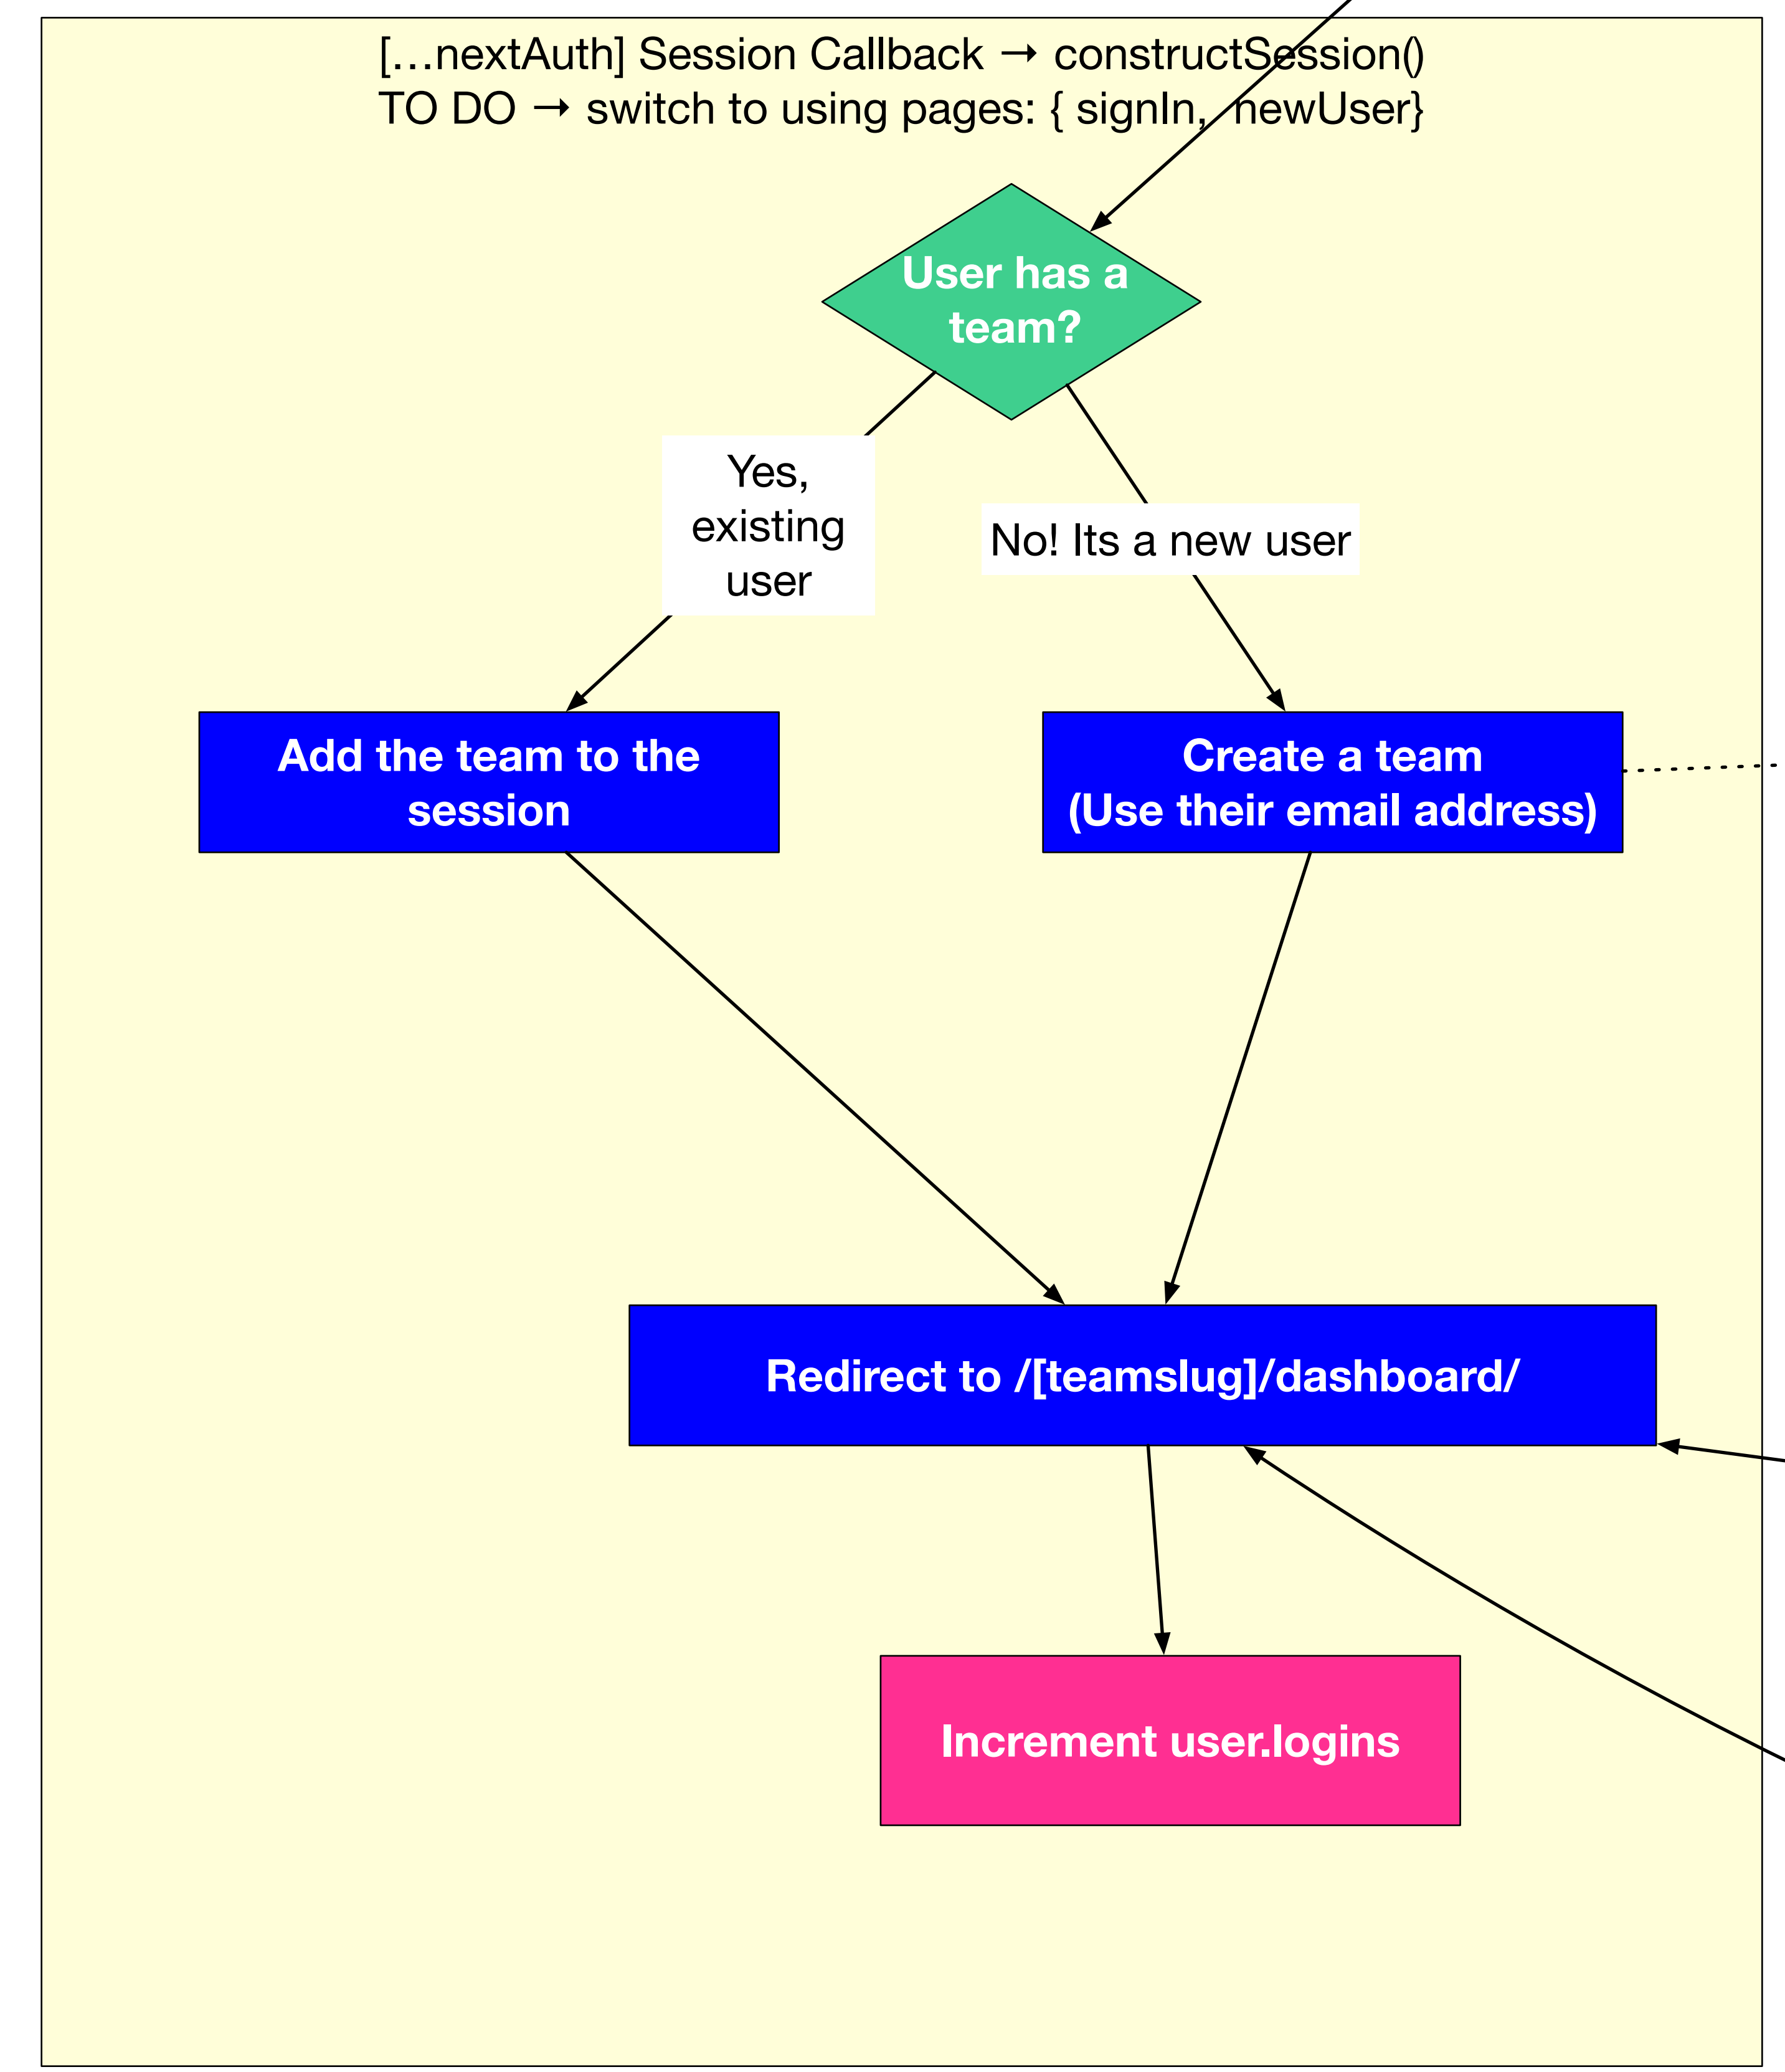 […nextAuth] Session Callback → constructSession()
TO DO → switch to using pages: { signIn,  newUser}
User has a
team?
Yes,
existing
user
No! Its a new user
Add the team to the
session
Create a team
(Use their email address)
Redirect to /[teamslug]/dashboard/
Increment user.logins